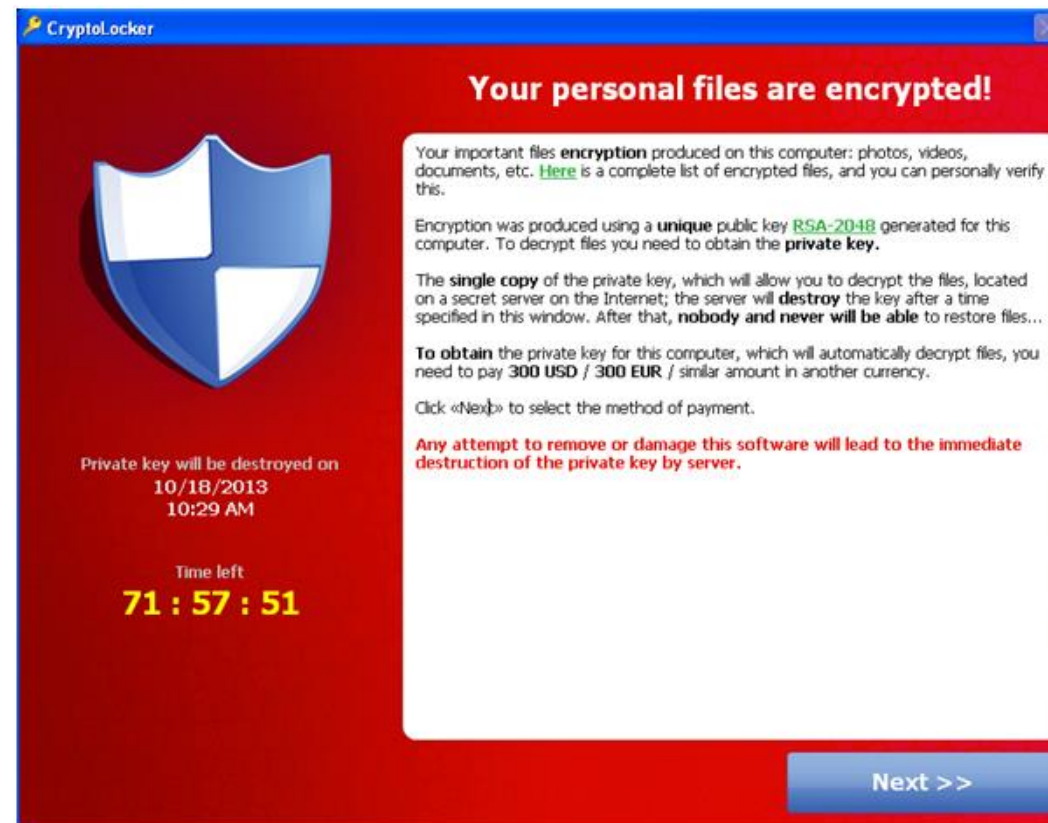 CryptoLocker
Your personal files are encrypted!
Your important files encryption produced on this computer: photos, videos,
documents, etc. Here is a complete list of encrypted files, and you can personally verify
this.
Encryption was produced using a unique public key RSA-2048 generated for this
computer. To decrypt files you need to obtain the private key.
The single copy of the private key, which will allow you to decrypt the files, located
on a secret server on the Internet; the server will destroy the key after a time
specified in this window. After that, nobody and never will be able to restore files...
To obtain the private key for this computer, which will automatically decrypt files, you
need to pay 300 USD / 300 EUR / similar amount in another currency.
Click «Next» to select the method of payment.
Any attempt to remove or damage this software will lead to the immediate
destruction of the private key by server.
Private key will be destroyed on
10/18/2013
10:29 AM
Time left
71 : 57 : 51
Next >>